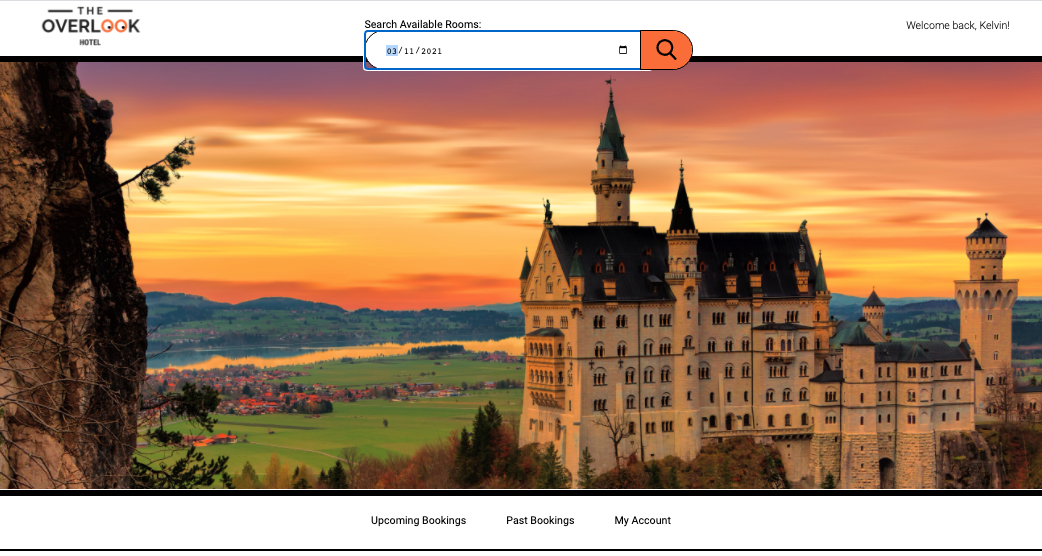 THE
OVERLOOK
HOTEL
Search Available Rooms:
03/11/2021
Welcome back, Kelvin!
Upcoming Bookings
Past Bookings
My Account